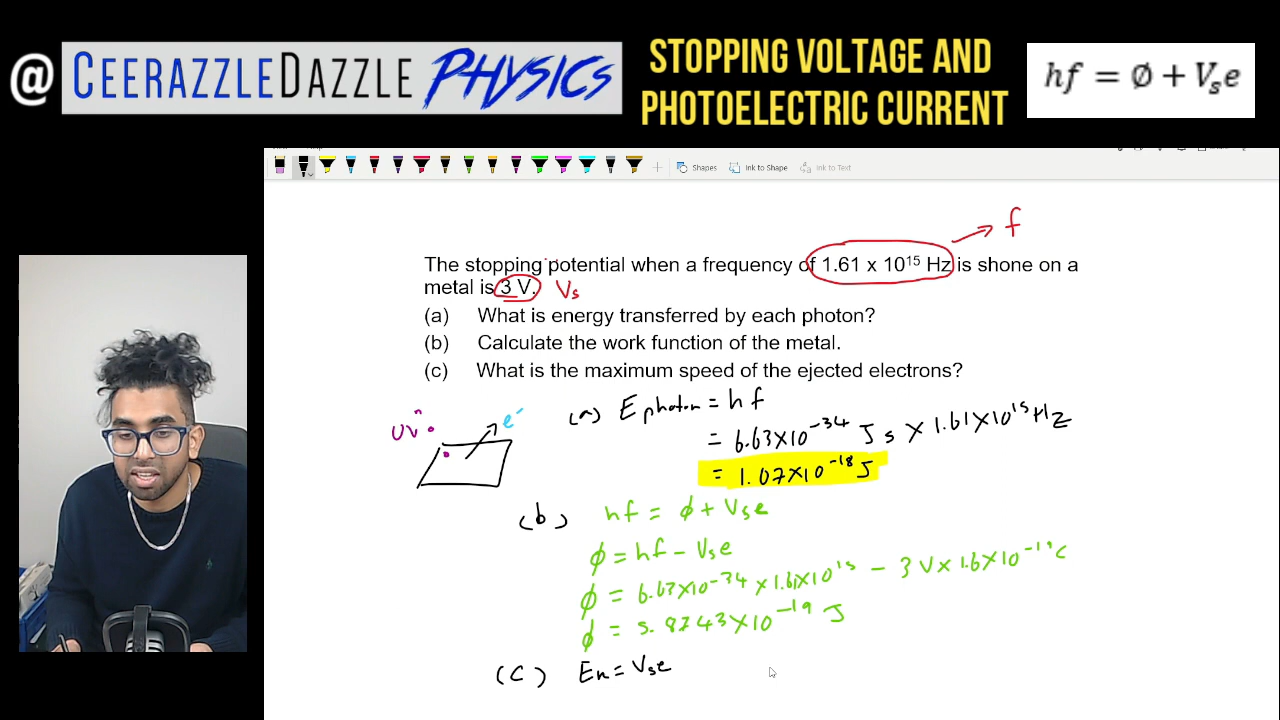 @ CEERAZZLEDAZZLE PHYSICS
STOPPING VOLTAGE AND
PHOTOELECTRIC CURRENT
hf = Ø + Vse
Shapes Ink to Shape Ink to Text
f
The stopping potential when a frequency of 1.61 x 10¹⁵ Hz is shone on a
metal is 3 V. Vs
(a) What is energy transferred by each photon?
(b) Calculate the work function of the metal.
(c) What is the maximum speed of the ejected electrons?
(a) E photon = hf
= 6.63×10⁻³⁴ J s × 1.61×10¹⁵ Hz
= 1.07×10⁻¹⁸ J
UV
e⁻
(b) hf = ϕ + Vse
ϕ = hf − Vse
ϕ = 6.63×10⁻³⁴ × 1.61×10¹⁵ − 3 V × 1.6×10⁻¹⁹ C
ϕ = 5.8743×10⁻¹⁹ J
(c) Ek = Vse